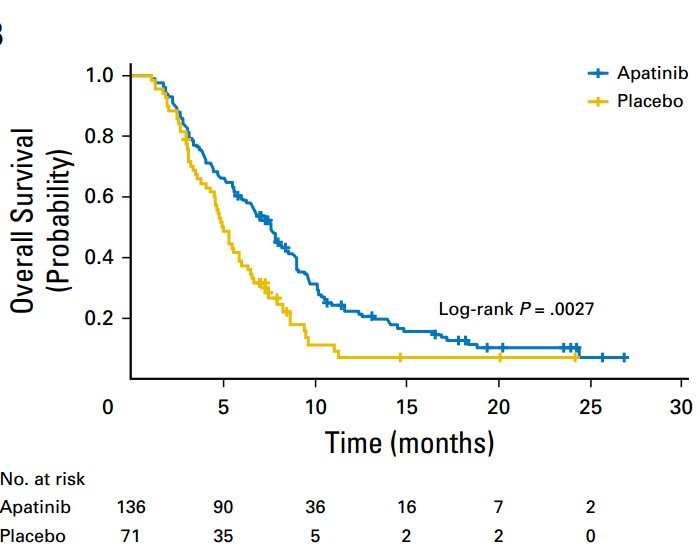 Apatinib
Placebo
Overall Survival
(Probability)
1.0
0.8
0.6
0.4
0.2
Log-rank P = .0027
0 5 10 15 20 25 30
Time (months)
No. at risk
Apatinib 136 90 36 16 7 2
Placebo 71 35 5 2 2 0